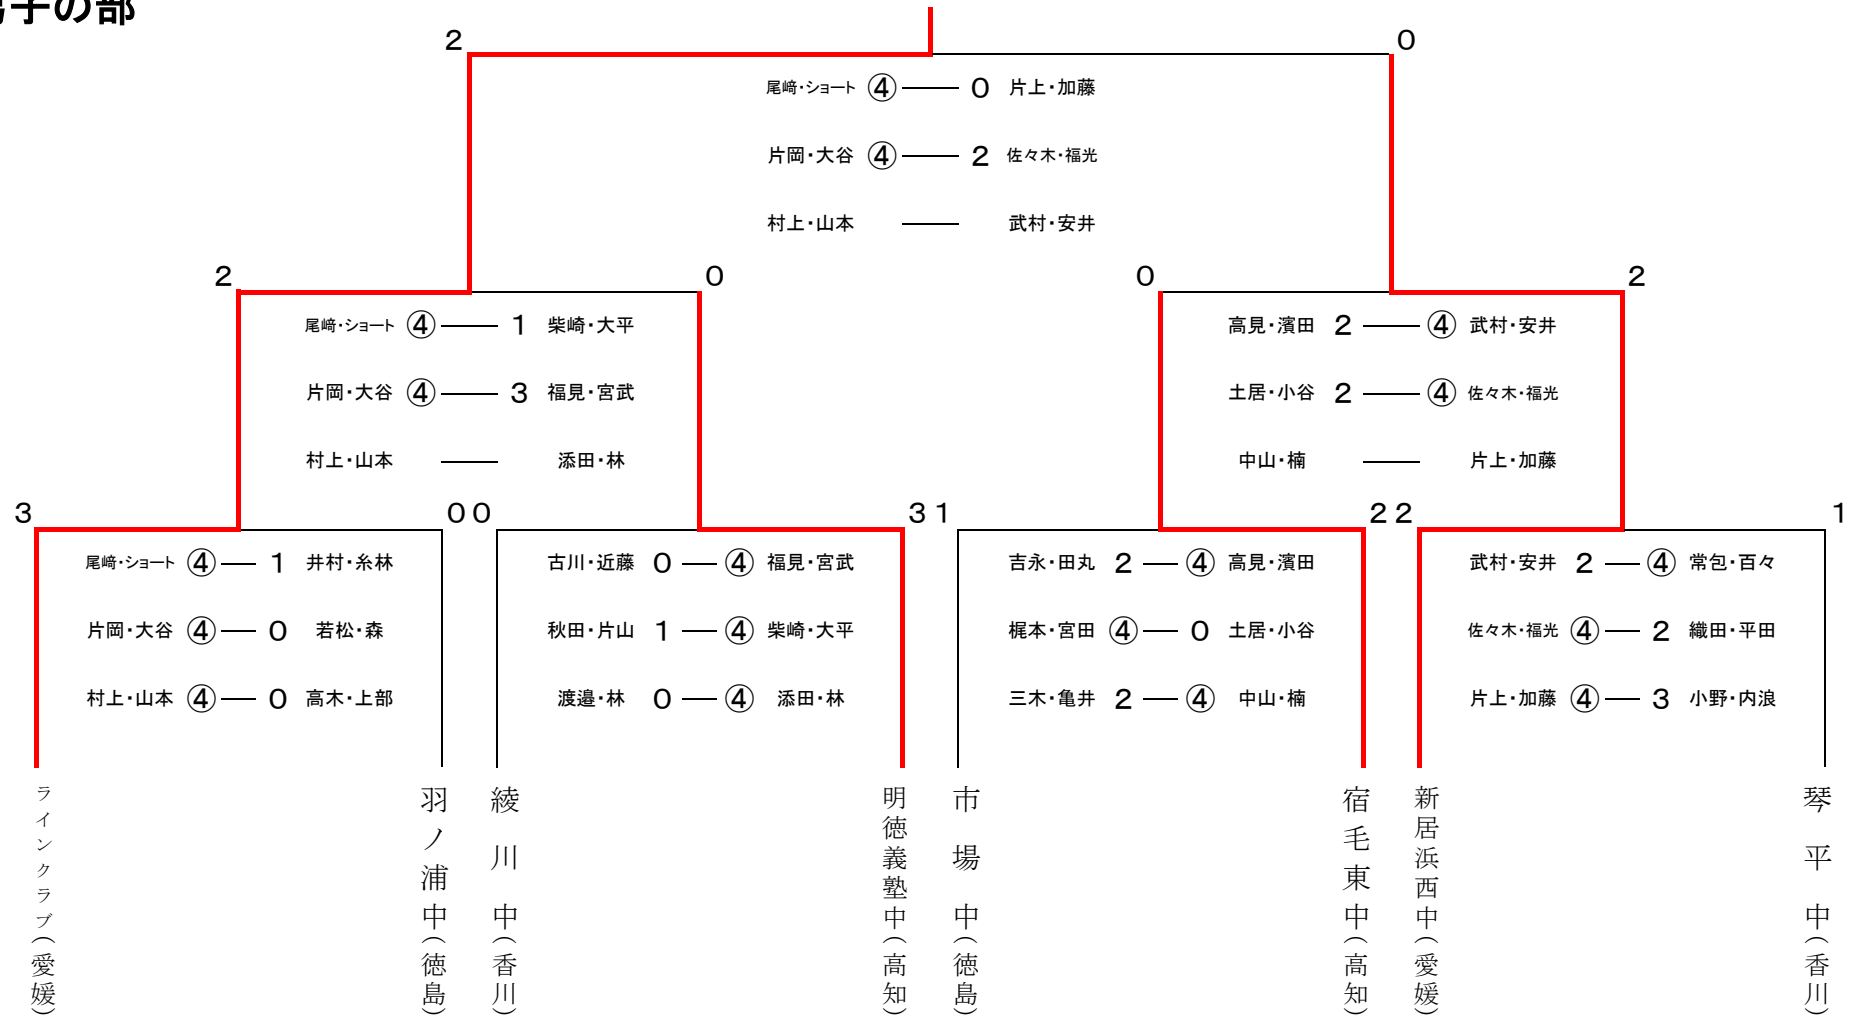 男子の部
2 0
尾﨑・ショート ④ 0 片上・加藤
片岡・大谷 ④ 2 佐々木・福光
村上・山本 武村・安井
2 0 0 2
尾﨑・ショート ④ 1 柴崎・大平 高見・濱田 2 ④ 武村・安井
片岡・大谷 ④ 3 福見・宮武 土居・小谷 2 ④ 佐々木・福光
村上・山本 添田・林 中山・楠 片上・加藤
3 0 0 3 1 2 2 1
尾﨑・ショート ④ 1 井村・糸林 古川・近藤 0 ④ 福見・宮武 吉永・田丸 2 ④ 高見・濱田 武村・安井 2 ④ 常包・百々
片岡・大谷 ④ 0 若松・森 秋田・片山 1 ④ 柴崎・大平 梶本・宮田 ④ 0 土居・小谷 佐々木・福光 ④ 2 織田・平田
村上・山本 ④ 0 高木・上部 渡邉・林 0 ④ 添田・林 三木・亀井 2 ④ 中山・楠 片上・加藤 ④ 3 小野・内浪
ラインクラブ(愛媛)
羽ノ浦中(徳島)
綾川中(香川)
明徳義塾中(高知)
市場中(徳島)
宿毛東中(高知)
新居浜西中(愛媛)
琴平中(香川)